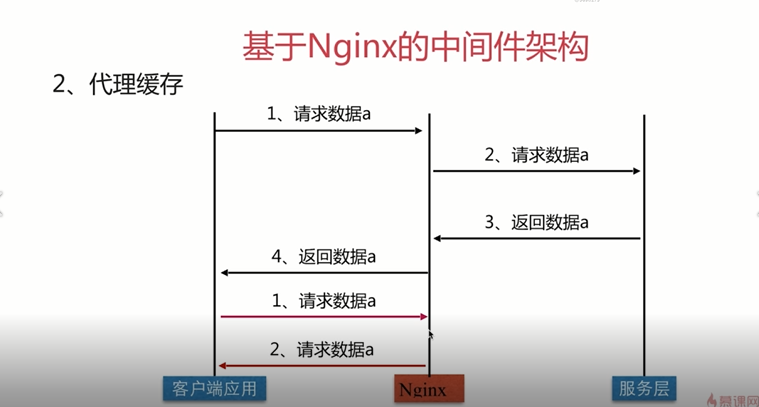 基于Nginx的中间件架构
2、代理缓存
1、请求数据a
2、请求数据a
3、返回数据a
4、返回数据a
1、请求数据a
2、请求数据a
客户端应用
Nginx
服务层
慕课网